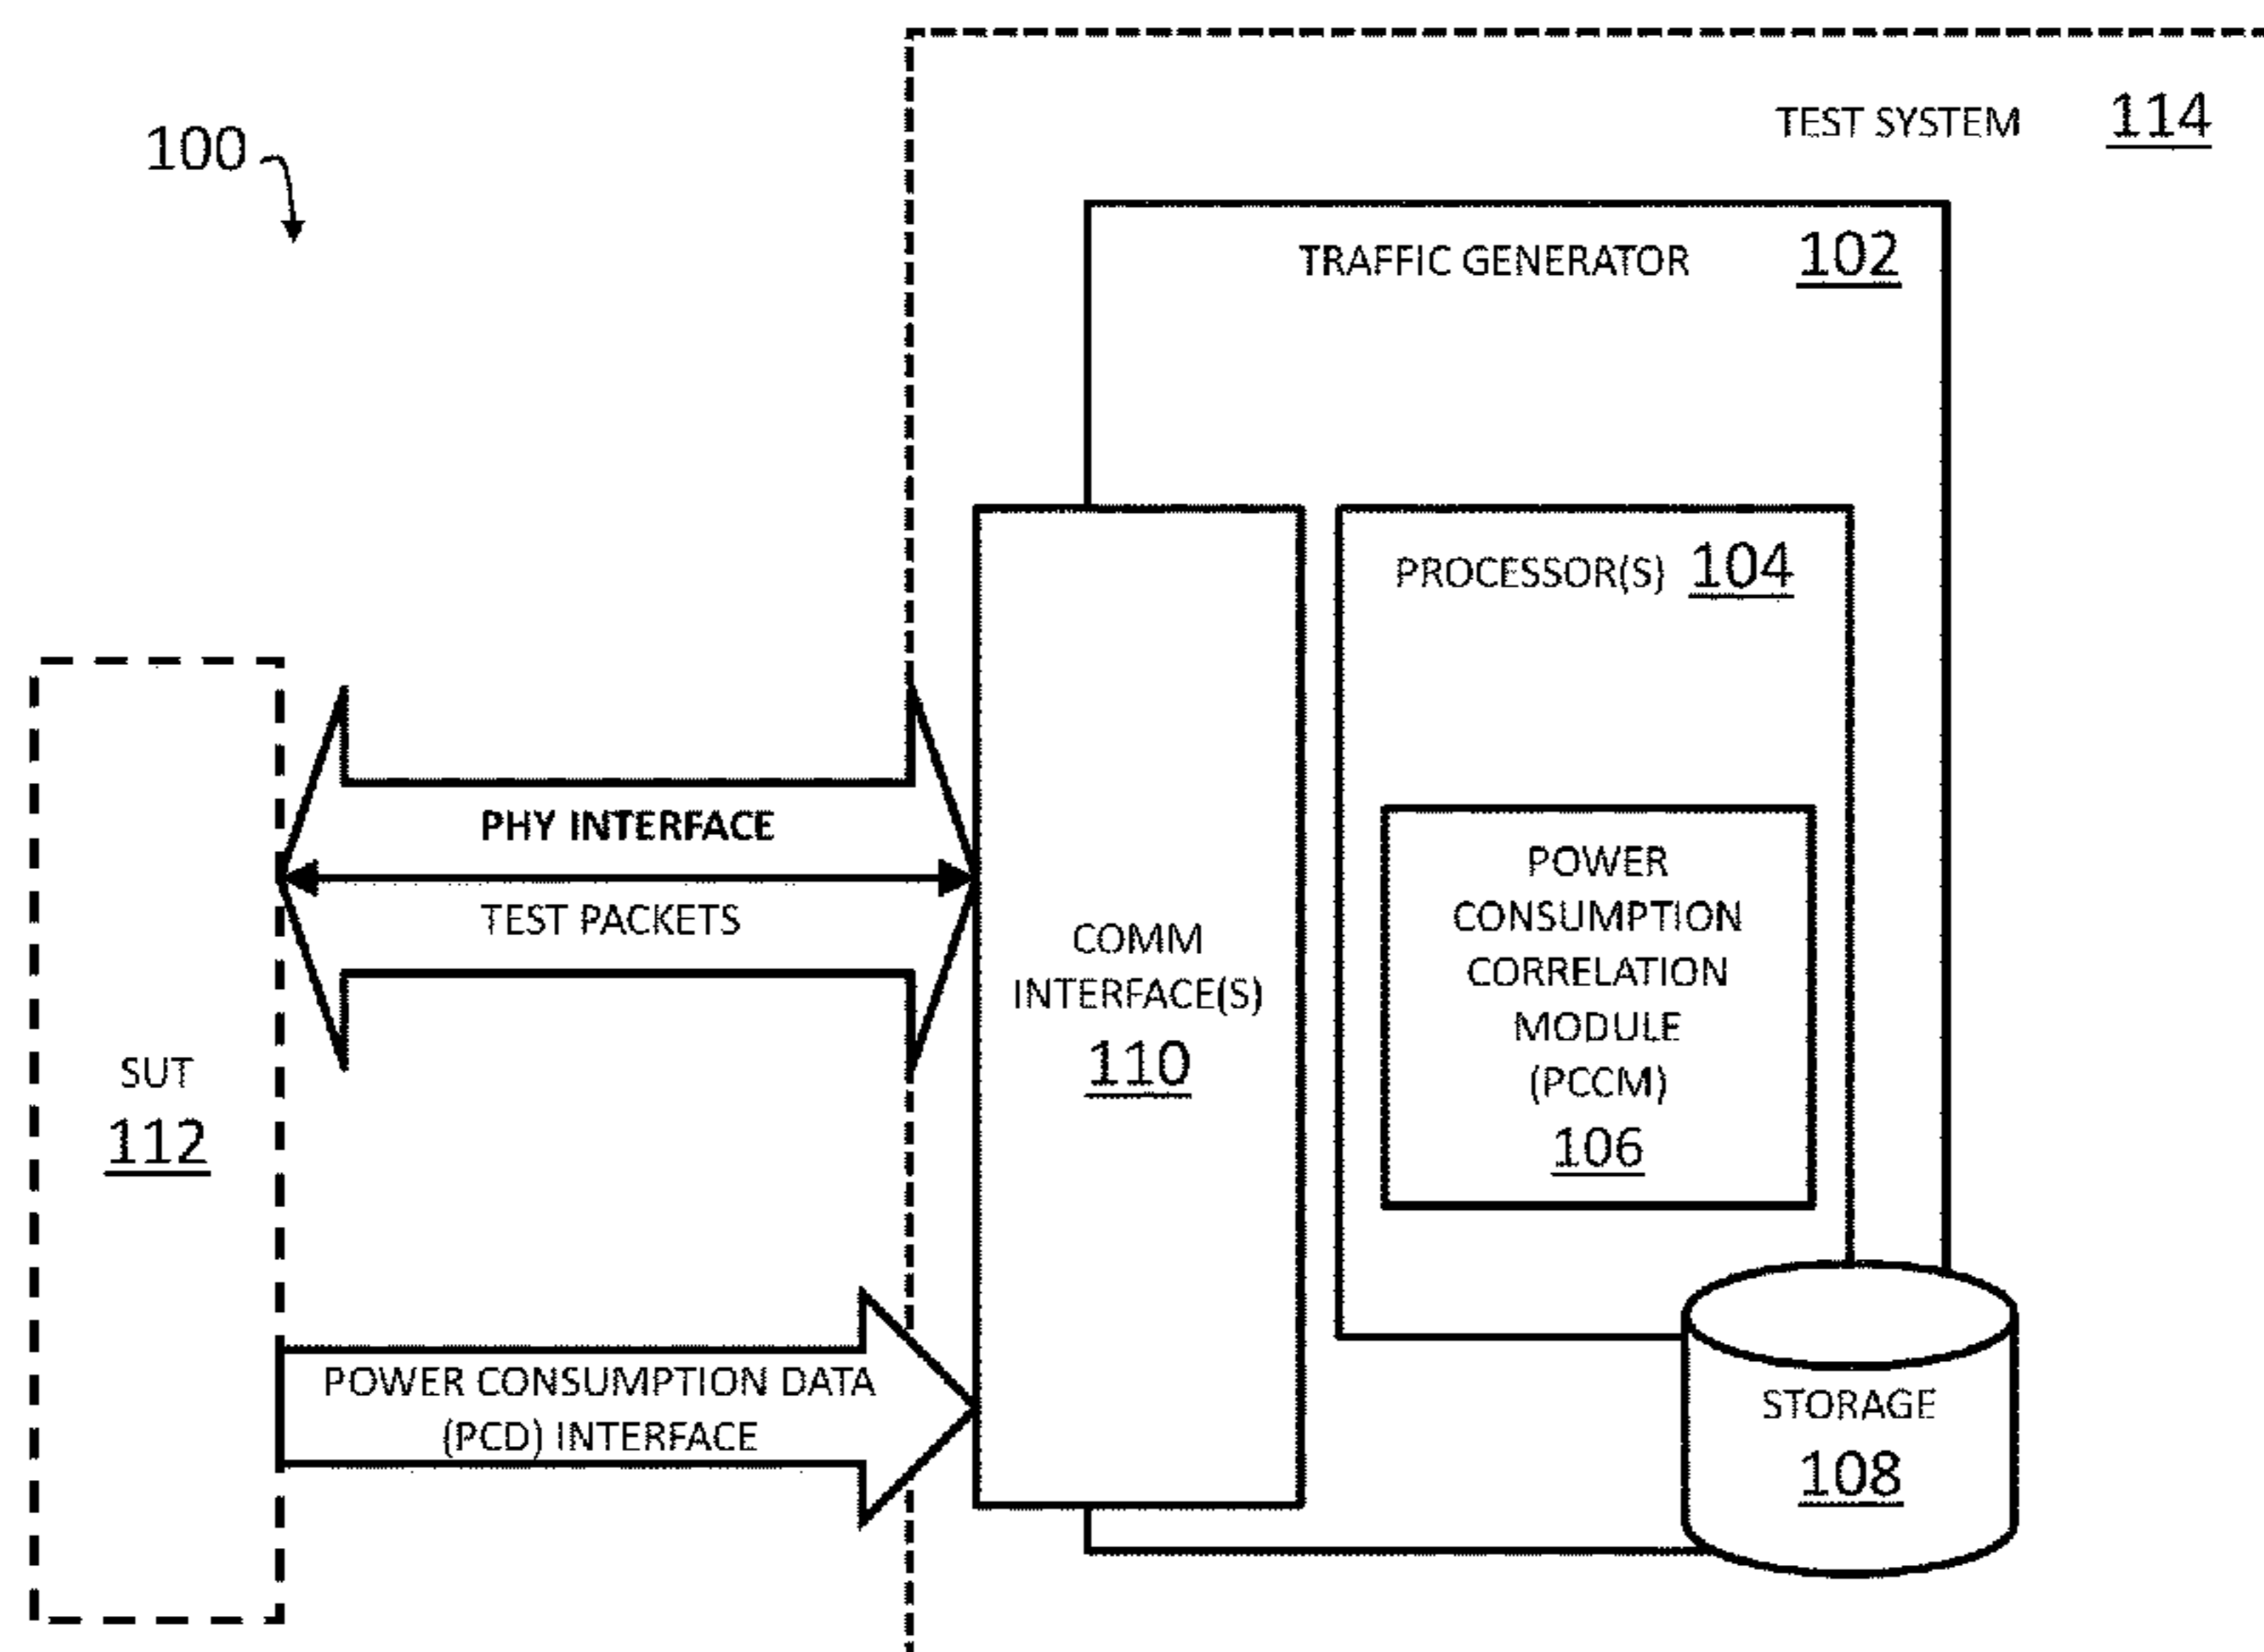 TEST SYSTEM 114
100
TRAFFIC GENERATOR 102
PROCESSOR(S) 104
PHY INTERFACE
TEST PACKETS
COMM
INTERFACE(S)
110
POWER
CONSUMPTION
CORRELATION
MODULE
(PCCM)
106
SUT
112
POWER CONSUMPTION DATA
(PCD) INTERFACE
STORAGE
108